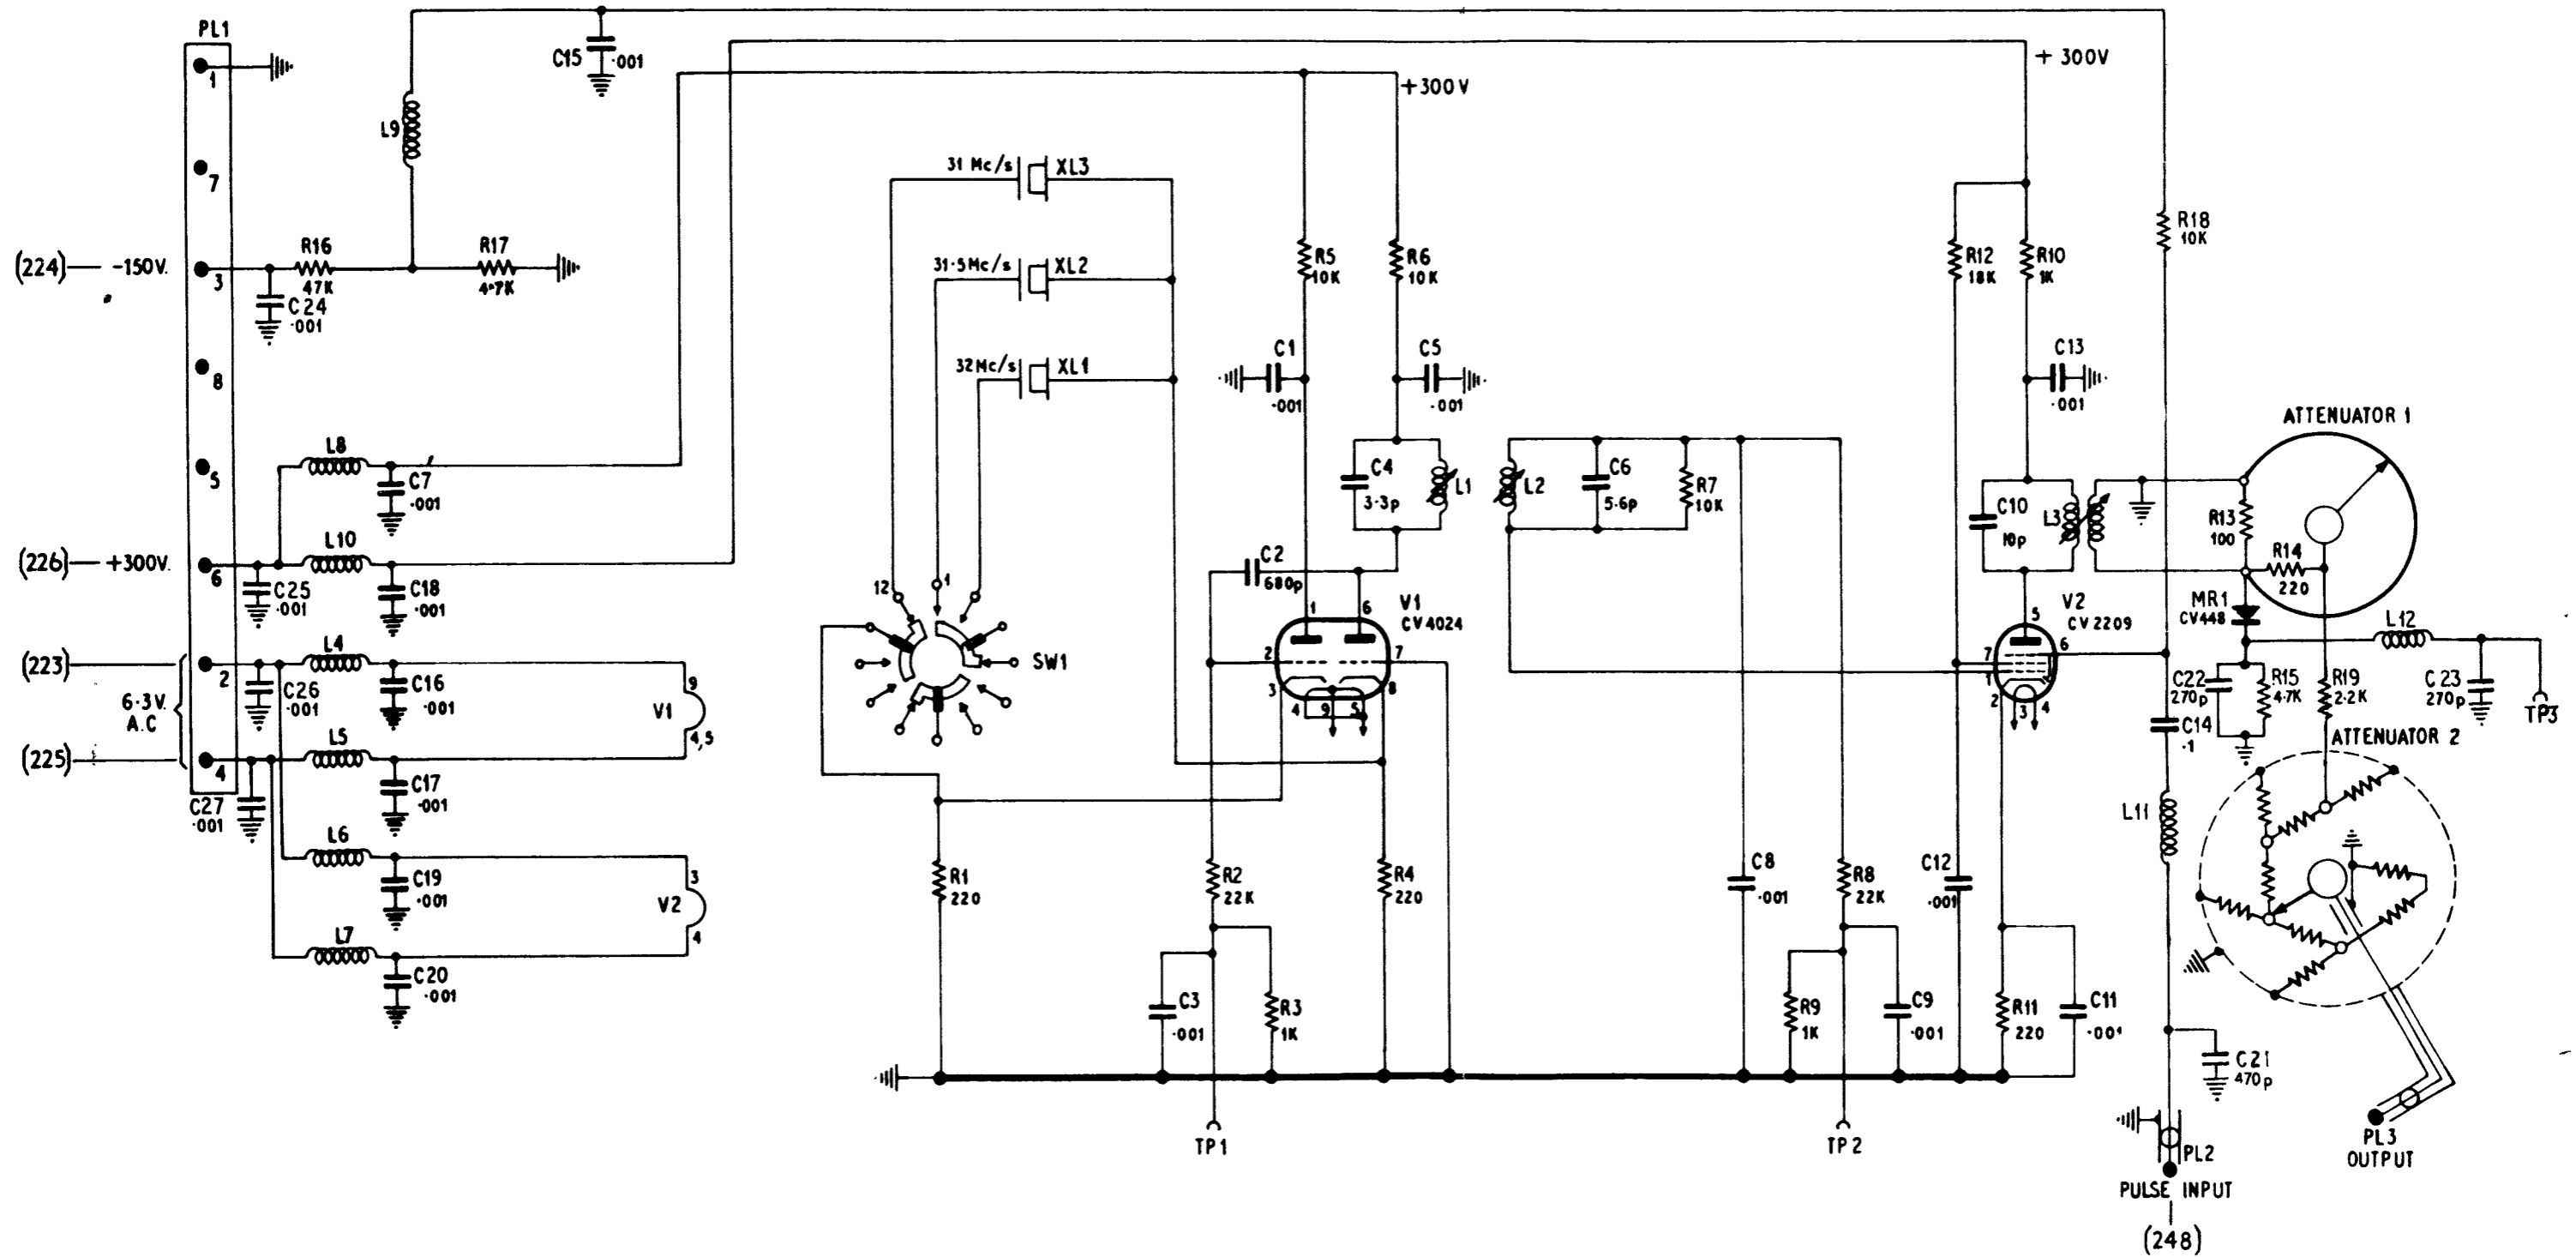 PL1
1
7
3
8
5
6
2
4
(224) -150V.
(226) +300V.
(223)
6·3V. A.C
(225)
C15 ·001
L9
R16 47K
R17 4·7K
C24 ·001
L8
C7 ·001
L10
C25 ·001
C18 ·001
L4
C26 ·001
C16 ·001
9
V1
4,5
L5
C27 ·001
C17 ·001
L6
C19 ·001
3
V2
4
L7
C20 ·001
31 Mc/s XL3
31·5Mc/s XL2
32Mc/s XL1
12
1
SW1
R1 220
+300V
R5 10K
R6 10K
C1 ·001
C5 ·001
C4 3·3p
L1
L2
C6 5·6p
R7 10K
C2 680p
1
6
V1 CV4024
2
7
3
8
4
9
5
R2 22K
R4 220
C3 ·001
R3 1K
TP1
C8 ·001
R8 22K
R9 1K
C9 ·001
TP2
+ 300V
R12 18K
R10 1K
R18 10K
C13 ·001
C10 10p
L3
5
V2 CV2209
7
6
1
2
3
4
C12 ·001
R11 220
C11 ·001
ATTENUATOR 1
R13 100
R14 220
MR1 CV448
L12
C22 270p
R15 4·7K
R19 2·2K
C23 270p
TP3
C14 ·1
ATTENUATOR 2
L11
C21 470p
PL2
PULSE INPUT
(248)
PL3
OUTPUT